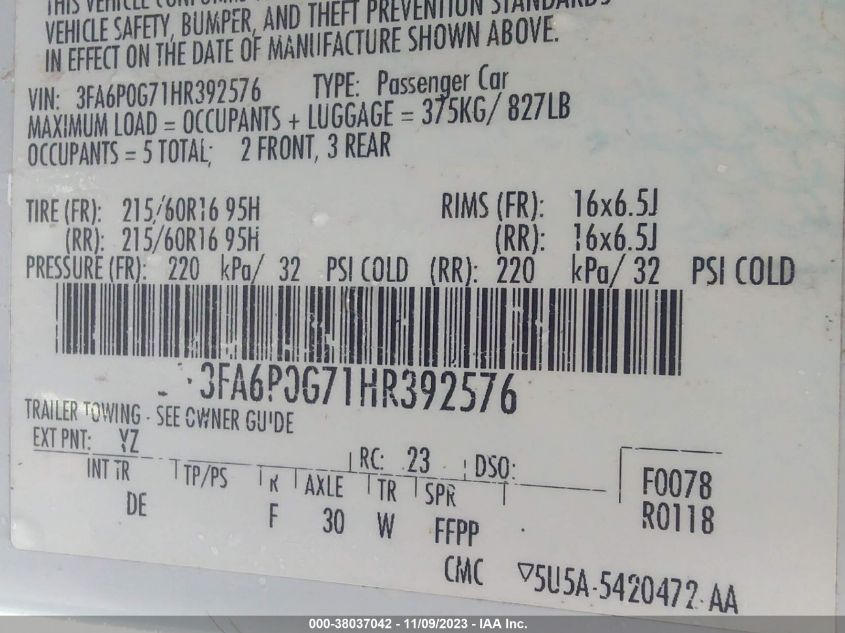 THIS VEHICLE CONFORMS
VEHICLE SAFETY, BUMPER, AND THEFT PREVENTION STANDARDS
IN EFFECT ON THE DATE OF MANUFACTURE SHOWN ABOVE.
VIN: 3FA6P0G71HR392576 TYPE: Passenger Car
MAXIMUM LOAD = OCCUPANTS + LUGGAGE = 375KG/ 827LB
OCCUPANTS = 5 TOTAL; 2 FRONT, 3 REAR
TIRE (FR): 215/60R16 95H RIMS (FR): 16x6.5J
(RR): 215/60R16 95H (RR): 16x6.5J
PRESSURE (FR): 220 kPa/ 32 PSI COLD (RR): 220 kPa/ 32 PSI COLD
3FA6P0G71HR392576
TRAILER TOWING - SEE OWNER GUIDE
EXT PNT: YZ RC: 23 DSO:
INT TR TP/PS R AXLE TR SPR F0078
DE F 30 W FFPP R0118
CMC ▽5U5A-5420472-AA
000-38037042 - 11/09/2023 - IAA Inc.